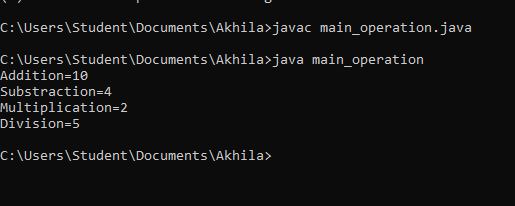 C:\Users\Student\Documents\Akhila>javac main_operation.java
C:\Users\Student\Documents\Akhila>java main_operation
Addition=10
Substraction=4
Multiplication=2
Division=5
C:\Users\Student\Documents\Akhila>